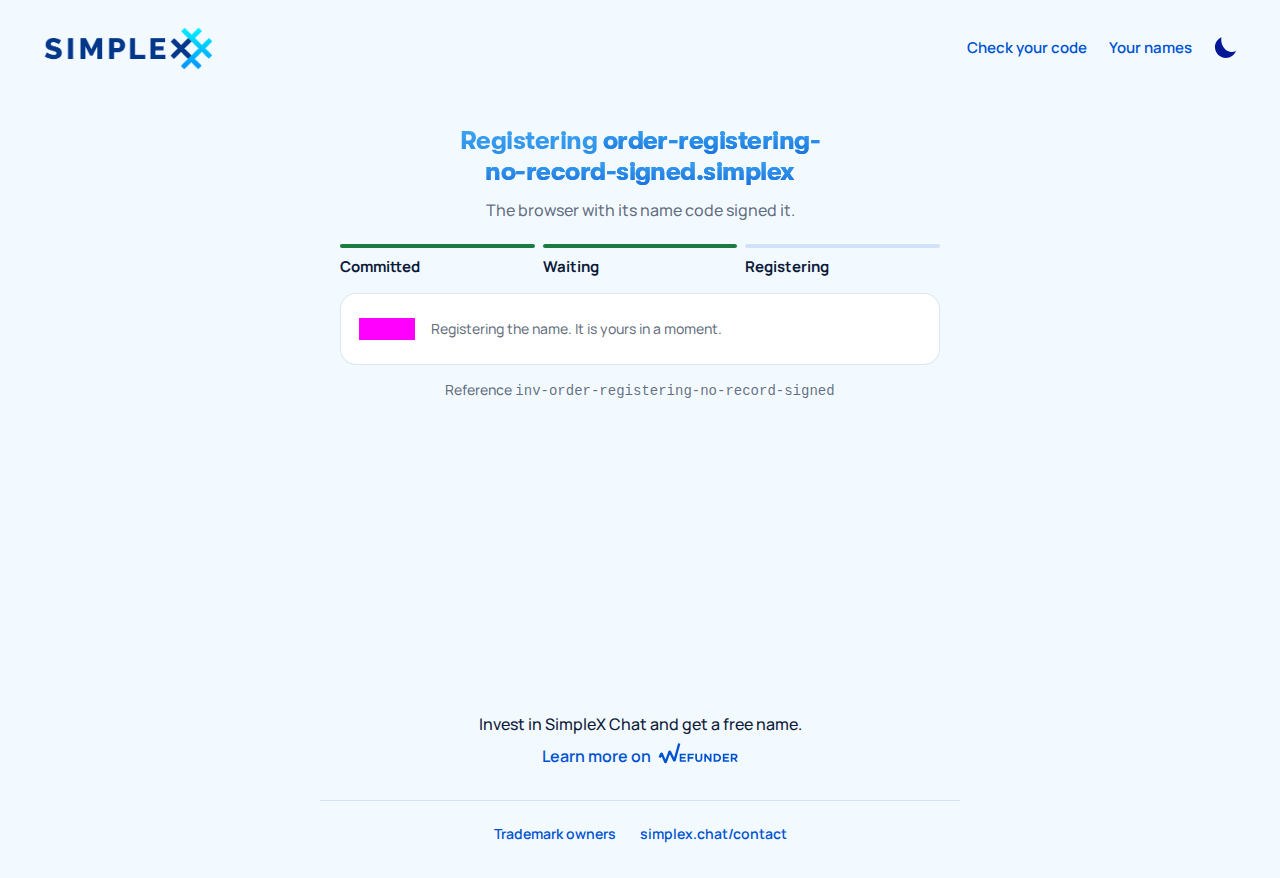 SIMPLEX
Check your code
Your names
Registering order-registering-
no-record-signed.simplex
The browser with its name code signed it.
Committed
Waiting
Registering
Registering the name. It is yours in a moment.
Reference inv-order-registering-no-record-signed
Invest in SimpleX Chat and get a free name.
Learn more on WEFUNDER
Trademark owners
simplex.chat/contact